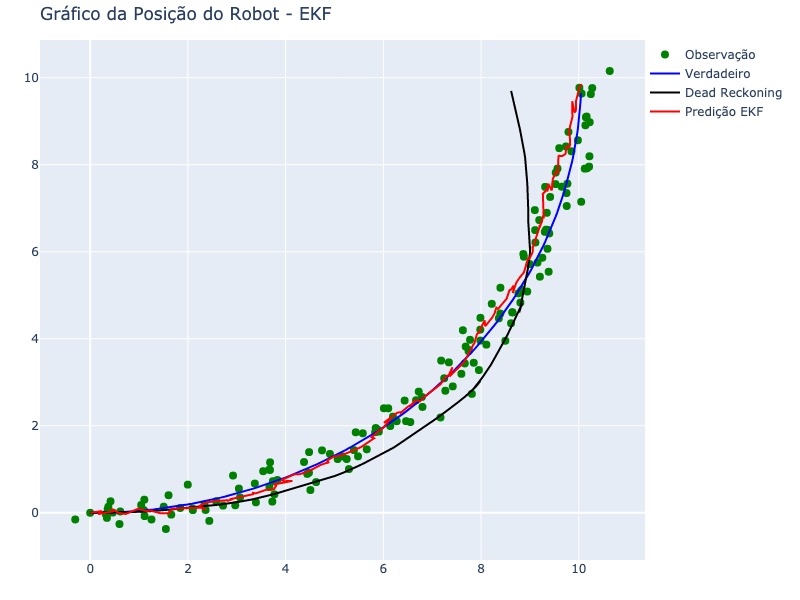 Gráfico da Posição do Robot - EKF
Observação
Verdadeiro
Dead Reckoning
Predição EKF
10
8
6
4
2
0
0 2 4 6 8 10